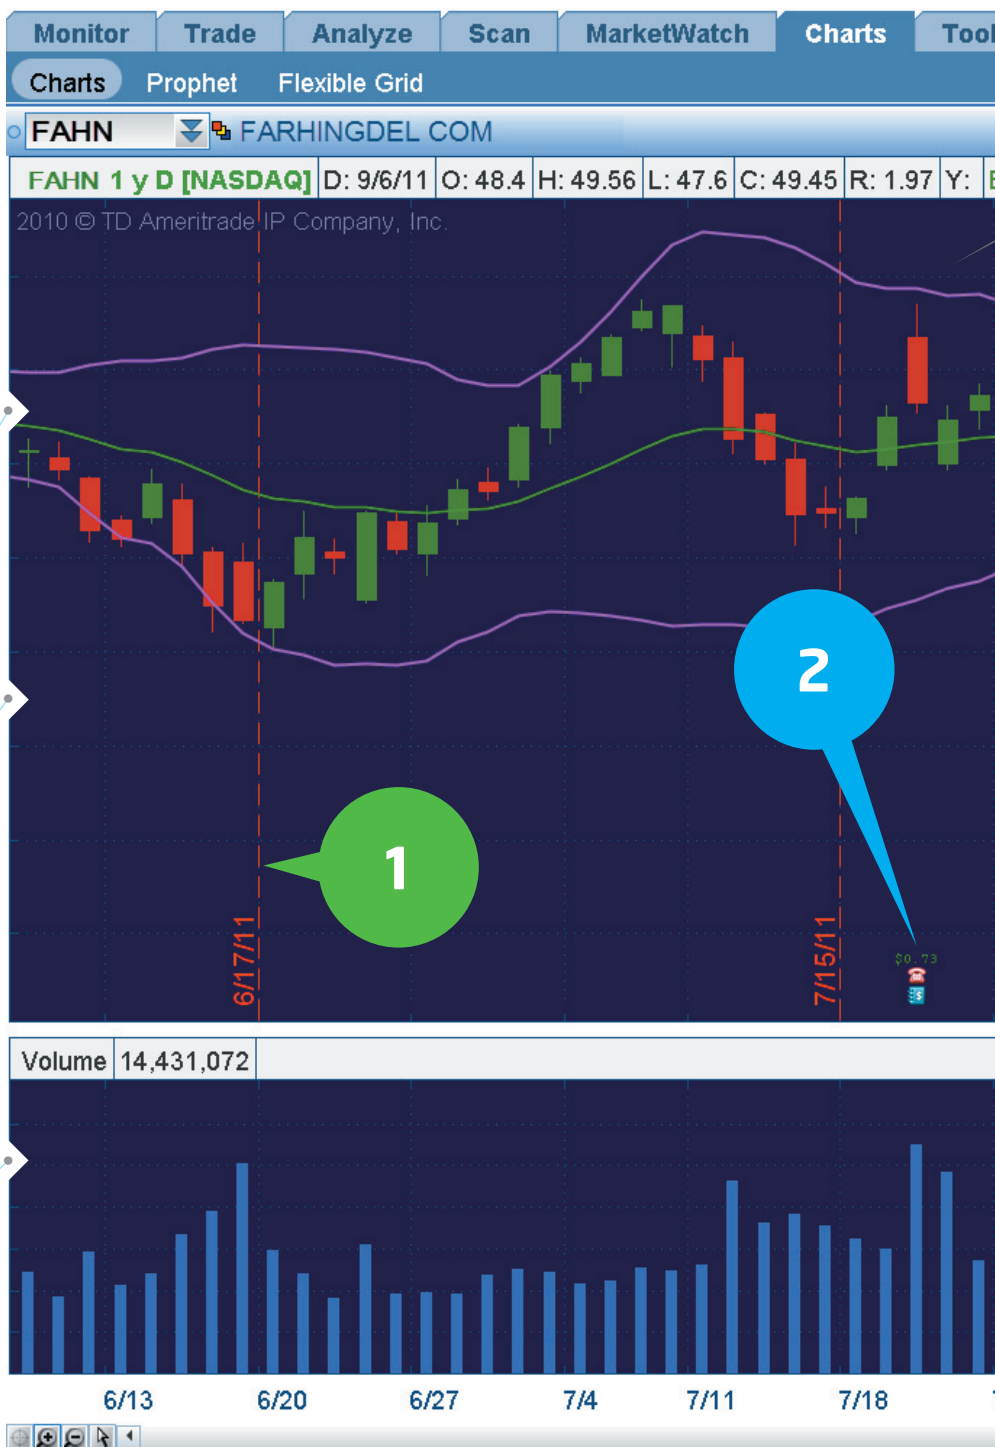 Monitor Trade Analyze Scan MarketWatch Charts Tool
Charts Prophet Flexible Grid
FAHN FARHINGDEL COM
FAHN 1 y D [NASDAQ] D: 9/6/11 O: 48.4 H: 49.56 L: 47.6 C: 49.45 R: 1.97 Y:
2010 © TD Ameritrade IP Company, Inc.
2
1
6/17/11
7/15/11
$0.73
Volume 14,431,072
6/13 6/20 6/27 7/4 7/11 7/18